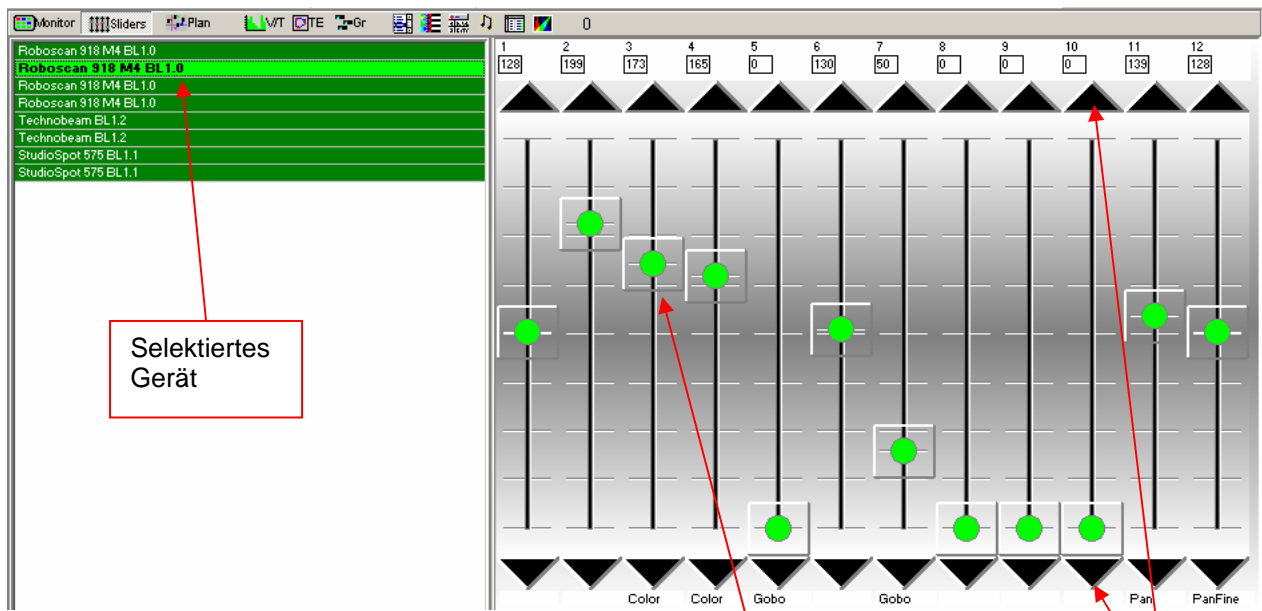 Monitor Sliders Plan V/T TE Gr 0
Roboscan 918 M4 BL1.0
Roboscan 918 M4 BL1.0
Roboscan 918 M4 BL1.0
Roboscan 918 M4 BL1.0
Technobeam BL1.2
Technobeam BL1.2
StudioSpot 575 BL1.1
StudioSpot 575 BL1.1
Selektiertes
Gerät
1 2 3 4 5 6 7 8 9 10 11 12
128 199 173 165 0 130 50 0 0 0 139 128
Color Color Gobo Gobo Pan PanFine